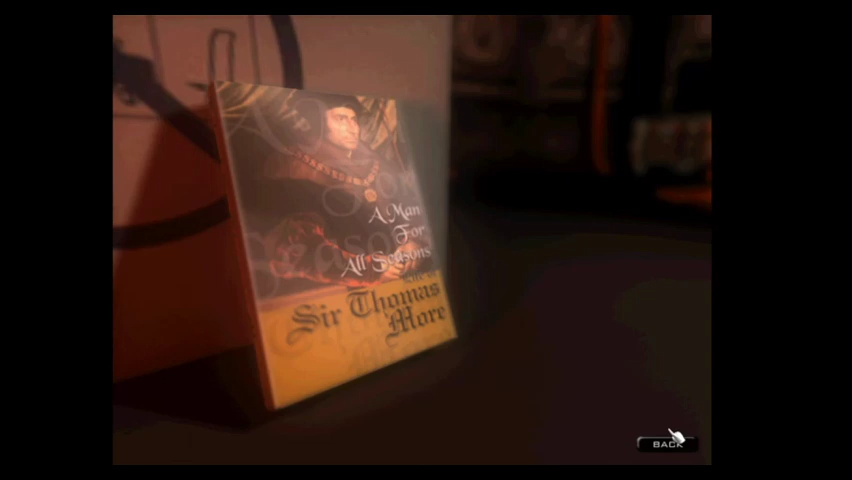 A Man
For
All Seasons
Sir Thomas
More
BACK